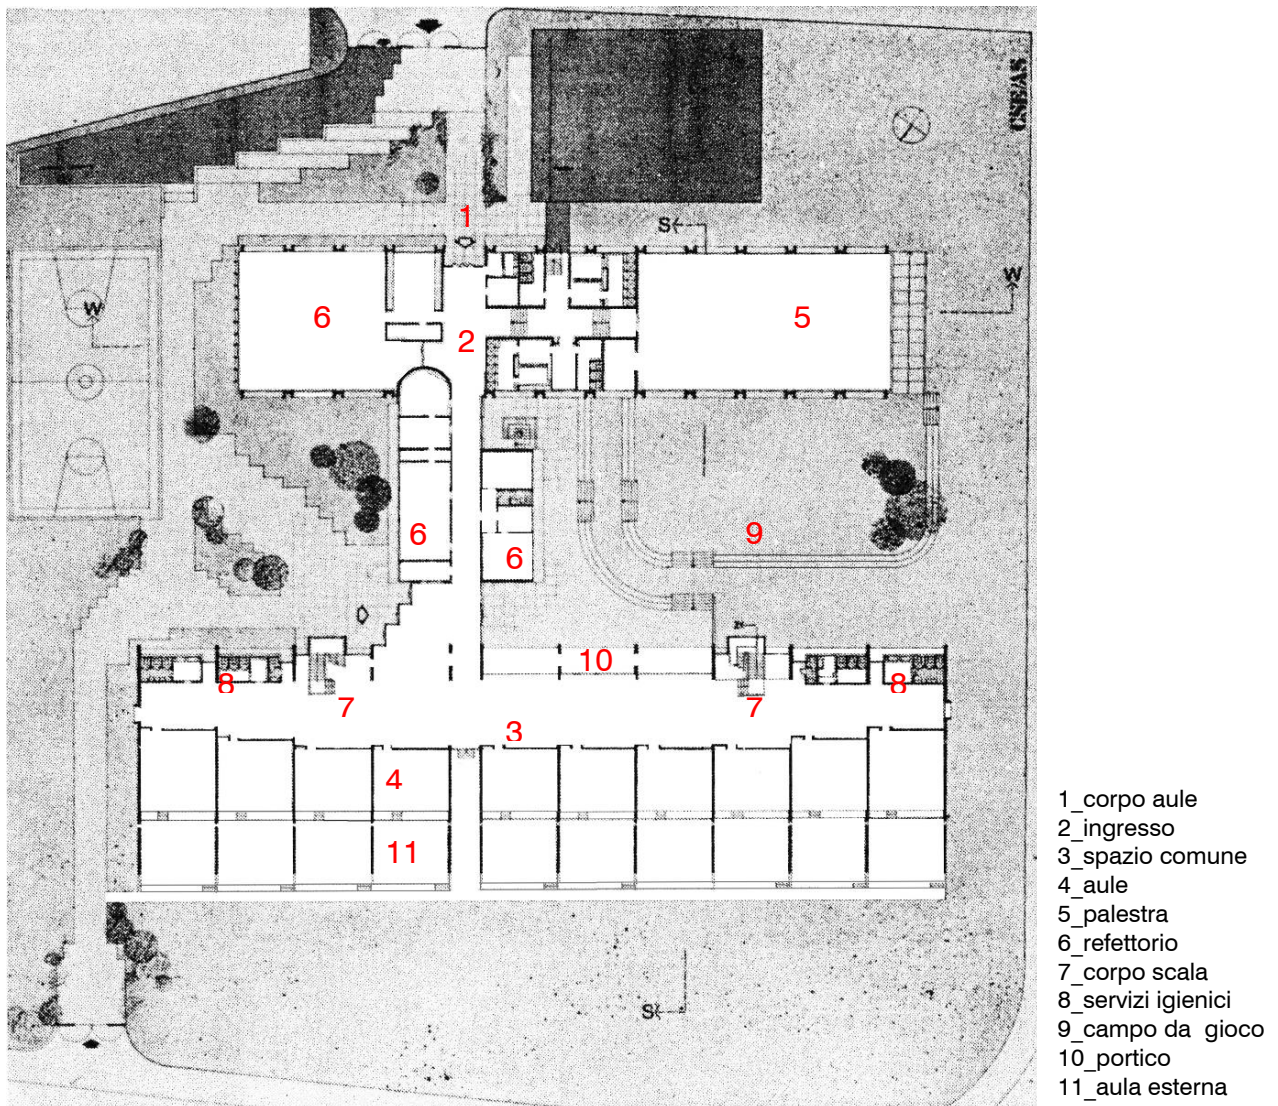 1
S
W
W
6
5
2
6
6
9
10
8
8
7
7
3
4
11
S
1_corpo aule
2_ingresso
3_spazio comune
4_aule
5_palestra
6_refettorio
7_corpo scala
8_servizi igienici
9_campo da gioco
10_portico
11_aula esterna